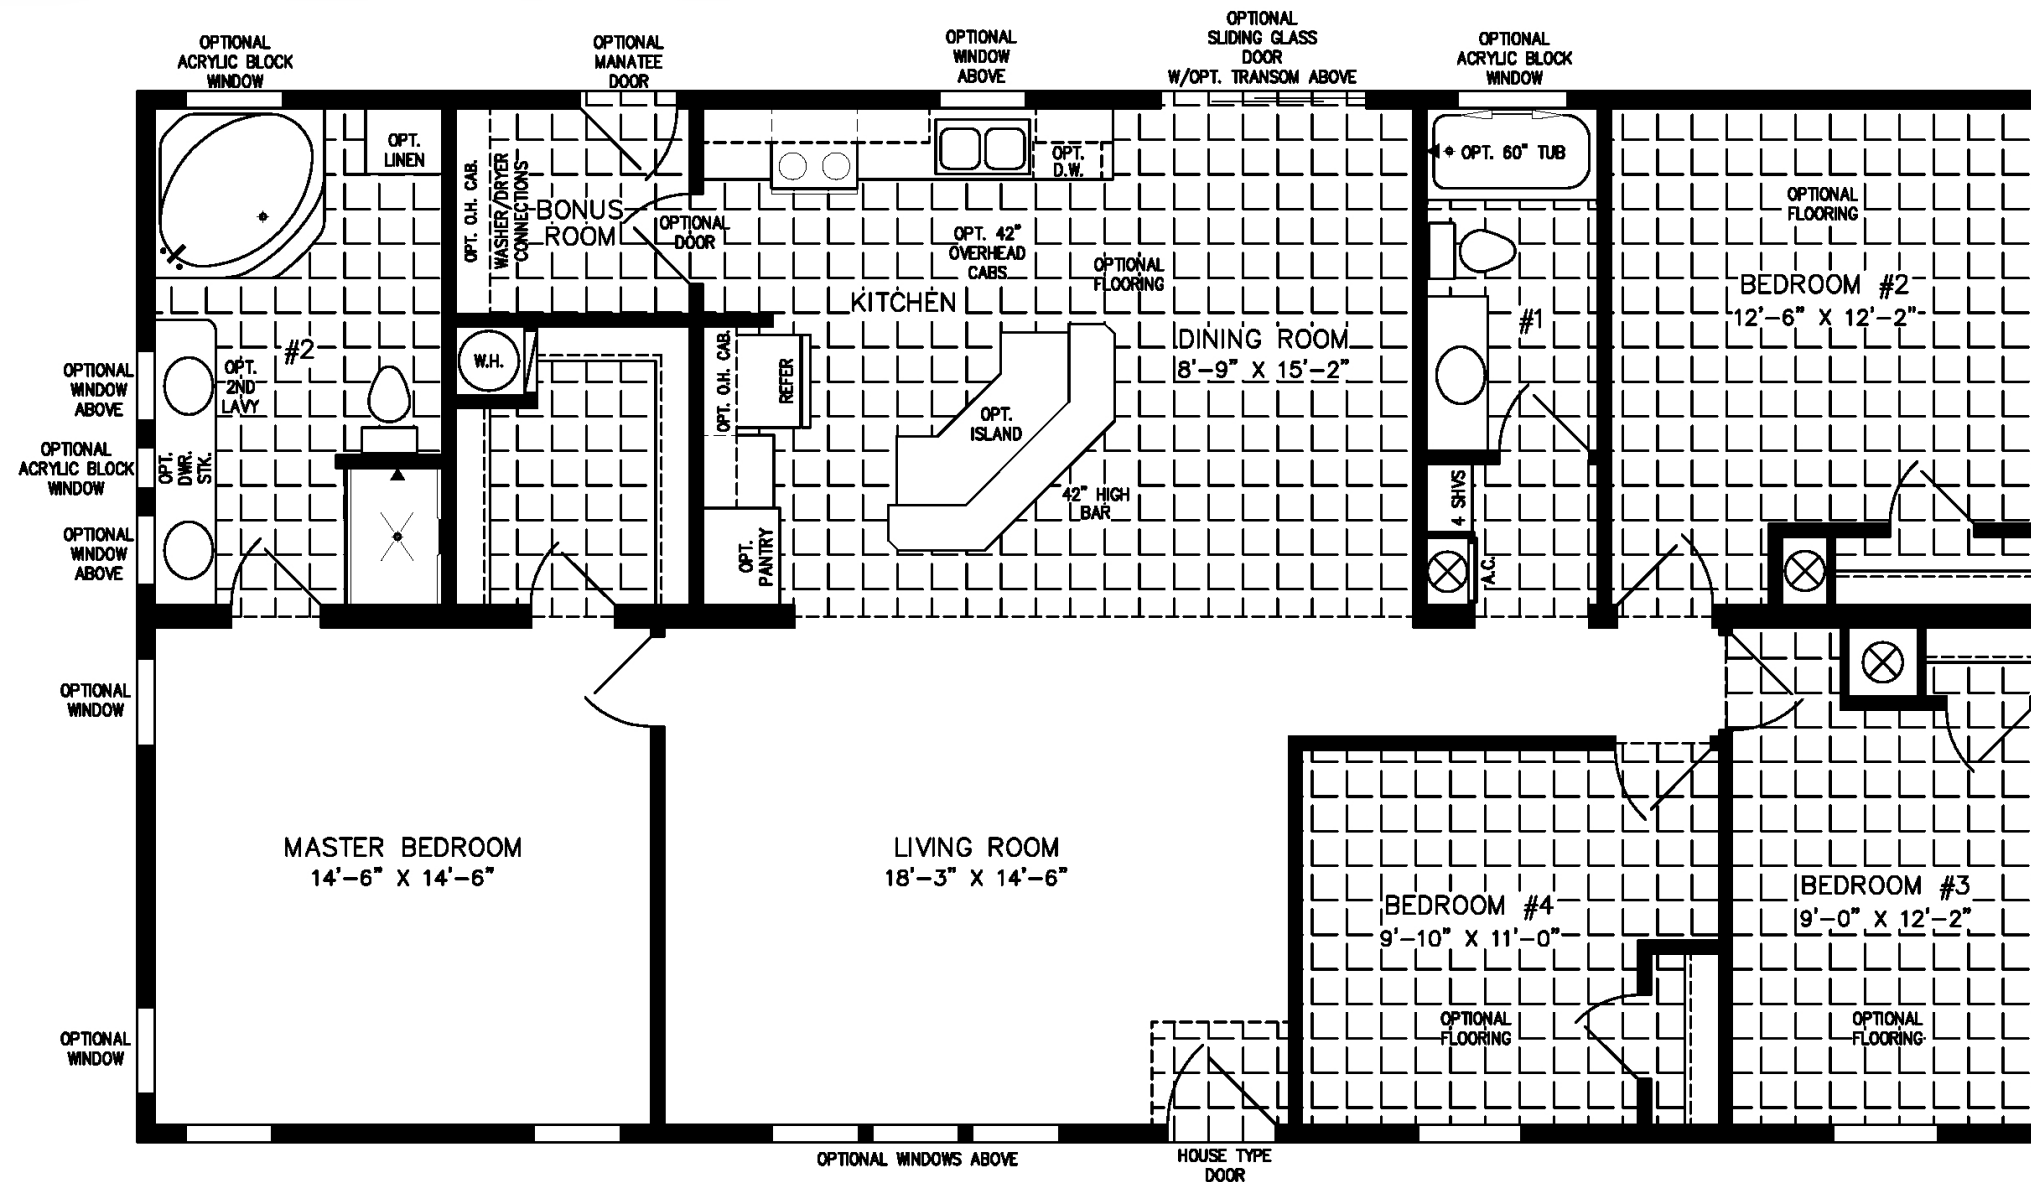 OPTIONAL
ACRYLIC BLOCK
WINDOW
OPTIONAL
MANATEE
DOOR
OPTIONAL
WINDOW
ABOVE
OPTIONAL
SLIDING GLASS
DOOR
W/OPT. TRANSOM ABOVE
OPTIONAL
ACRYLIC BLOCK
WINDOW
OPT.
LINEN
OPT. O.H. CAB.
WASHER/DRYER
CONNECTIONS
BONUS
ROOM
OPTIONAL
DOOR
OPT.
D.W.
OPT. 42"
OVERHEAD
CABS.
OPTIONAL
FLOORING
KITCHEN
DINING ROOM
8'-9" X 15'-2"
OPT. 60" TUB
#1
OPTIONAL
FLOORING
BEDROOM #2
12'-6" X 12'-2"
#2
OPT.
2ND
LAVY
OPTIONAL
WINDOW
ABOVE
OPTIONAL
ACRYLIC BLOCK
WINDOW
OPTIONAL
WINDOW
ABOVE
OPT.
DWR.
STK.
W.H.
OPT. O.H. CAB.
REFER
OPT.
ISLAND
42" HIGH
BAR
OPT.
PANTRY
4 SHVS
A.C.
OPTIONAL
WINDOW
MASTER BEDROOM
14'-6" X 14'-6"
LIVING ROOM
18'-3" X 14'-6"
BEDROOM #4
9'-10" X 11'-0"
BEDROOM #3
9'-0" X 12'-2"
OPTIONAL
WINDOW
OPTIONAL
FLOORING
OPTIONAL
FLOORING
OPTIONAL WINDOWS ABOVE
HOUSE TYPE
DOOR